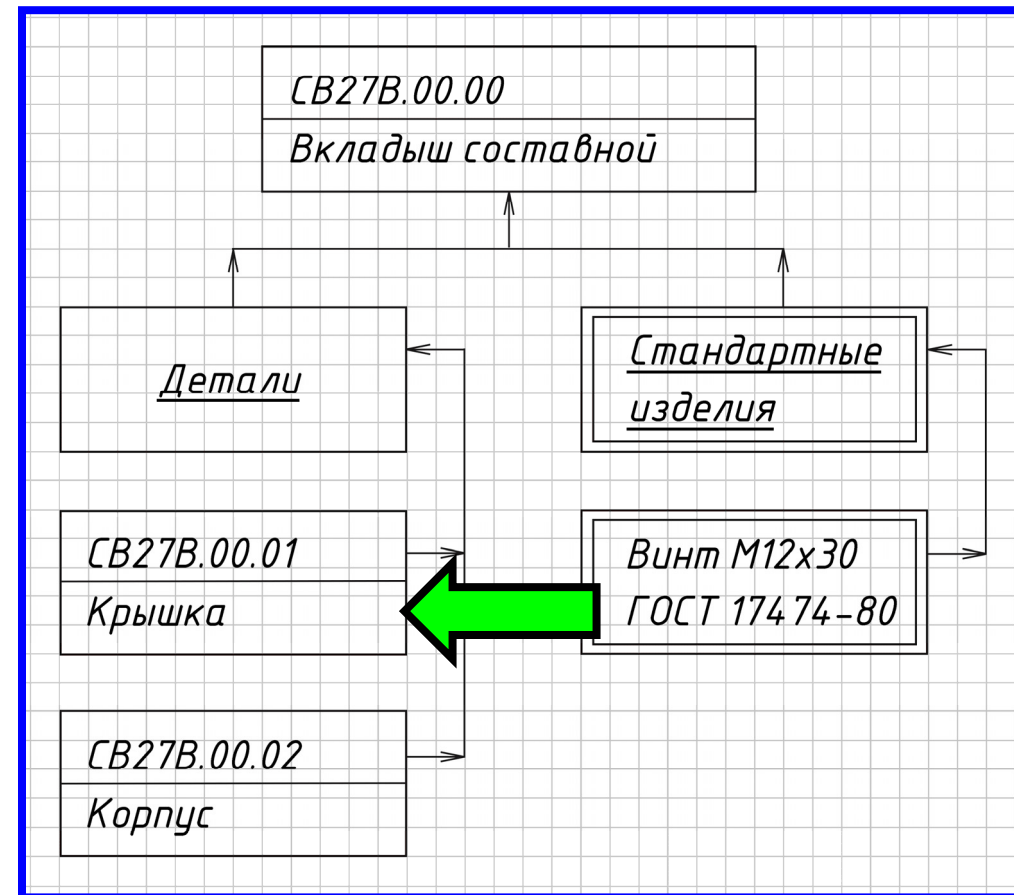 СВ27В.00.00
Вкладыш составной
Детали
Стандартные
изделия
СВ27В.00.01
Крышка
Винт М12х30
ГОСТ 17474-80
СВ27В.00.02
Корпус